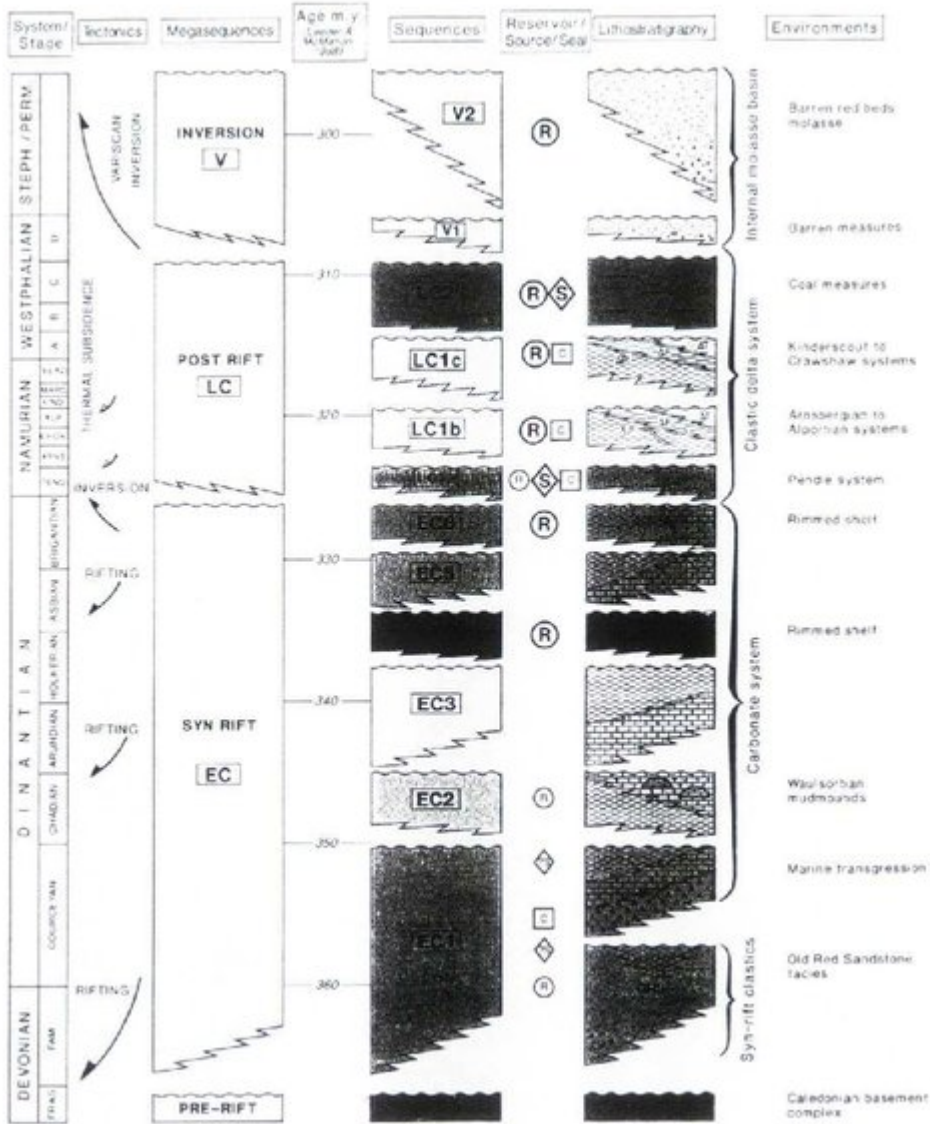 System/
Stage
Tectonics
Megasequences
Age m.y.
Sequences
Reservoir/
Source/Seal
Lithostratigraphy
Environments
STEPH / PERM
WESTPHALIAN
D
C
B
A
NAMURIAN
DINANTIAN
BRIGANTIAN
ASBIAN
HOLKERIAN
ARUNDIAN
CHADIAN
COURCEYAN
DEVONIAN
FAM
FRAS
VARISCAN
INVERSION
THERMAL SUBSIDENCE
INVERSION
RIFTING
RIFTING
RIFTING
INVERSION
V
POST RIFT
LC
SYN RIFT
EC
PRE-RIFT
300
310
320
330
340
350
360
V2
V1
LC1c
LC1b
EC5
EC3
EC2
EC1
R
R S
R C
R C
R S C
R
R
R
C
R
Internal molasse basin
Clastic delta system
Carbonate system
Syn-rift clastics
Barren red beds
molasse
Barren measures
Coal measures
Kinderscout to
Crawshaw systems
Arnsbergian to
Alportian systems
Pendle system
Rimmed shelf
Rimmed shelf
Waulsorbian
mudmounds
Marine transgression
Old Red Sandstone
facies
Caledonian basement
complex